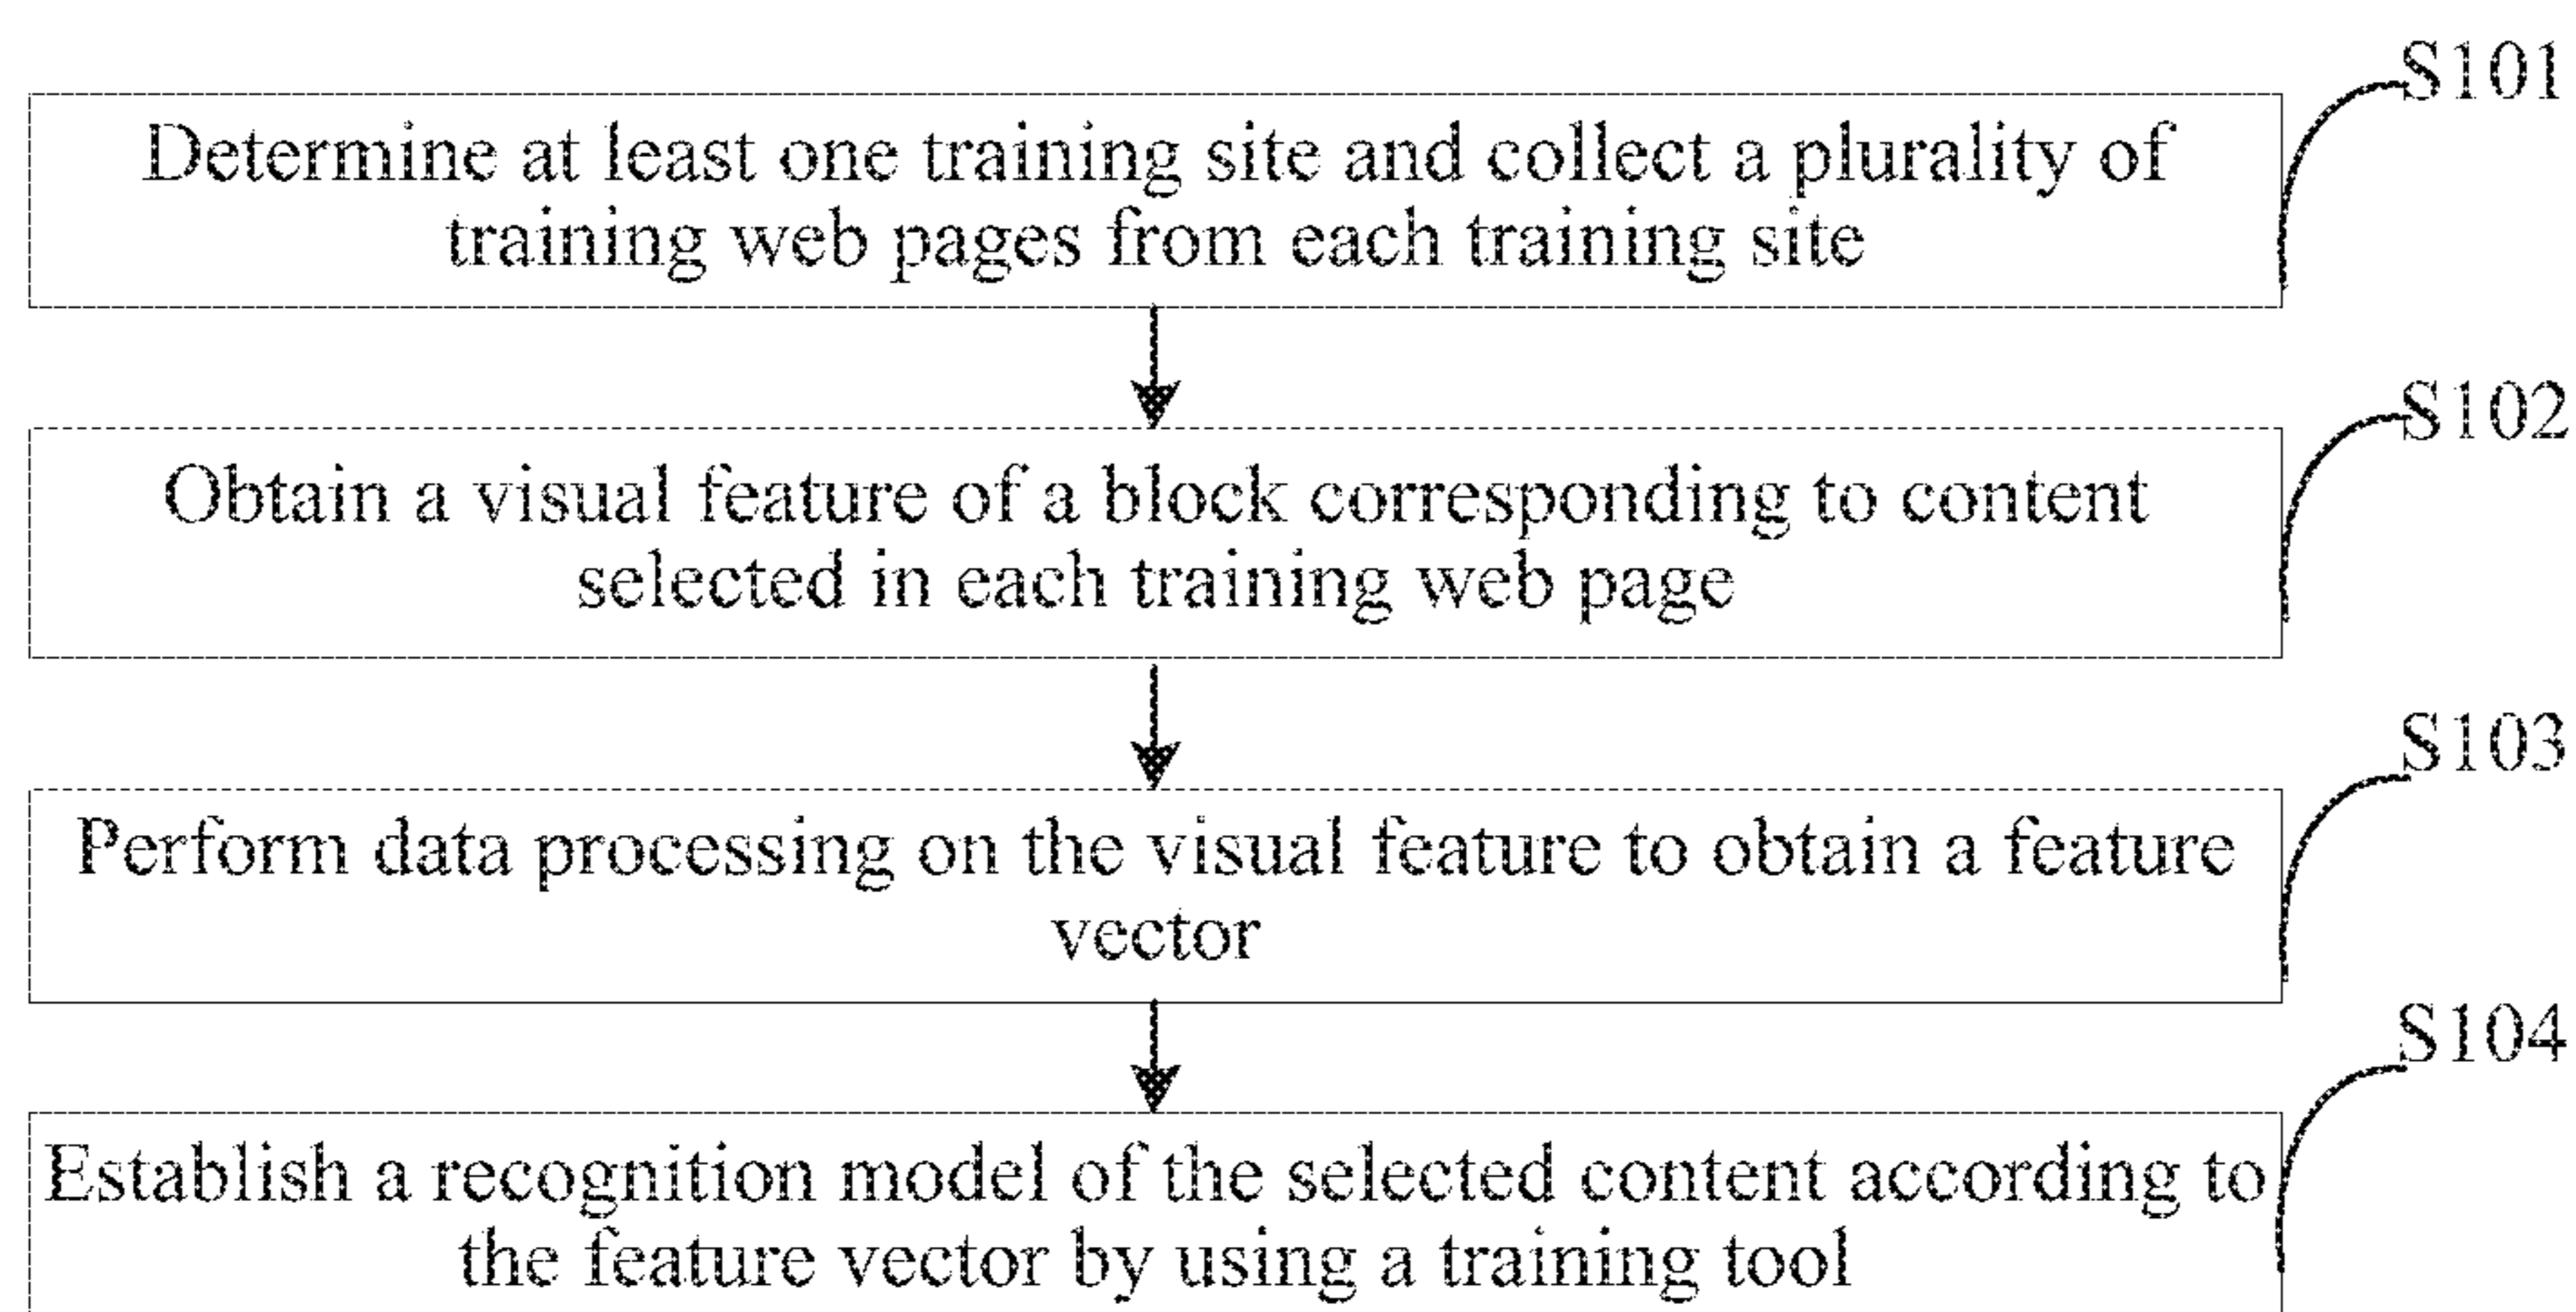 S101
Determine at least one training site and collect a plurality of
training web pages from each training site
S102
Obtain a visual feature of a block corresponding to content
selected in each training web page
S103
Perform data processing on the visual feature to obtain a feature
vector
S104
Establish a recognition model of the selected content according to
the feature vector by using a training tool